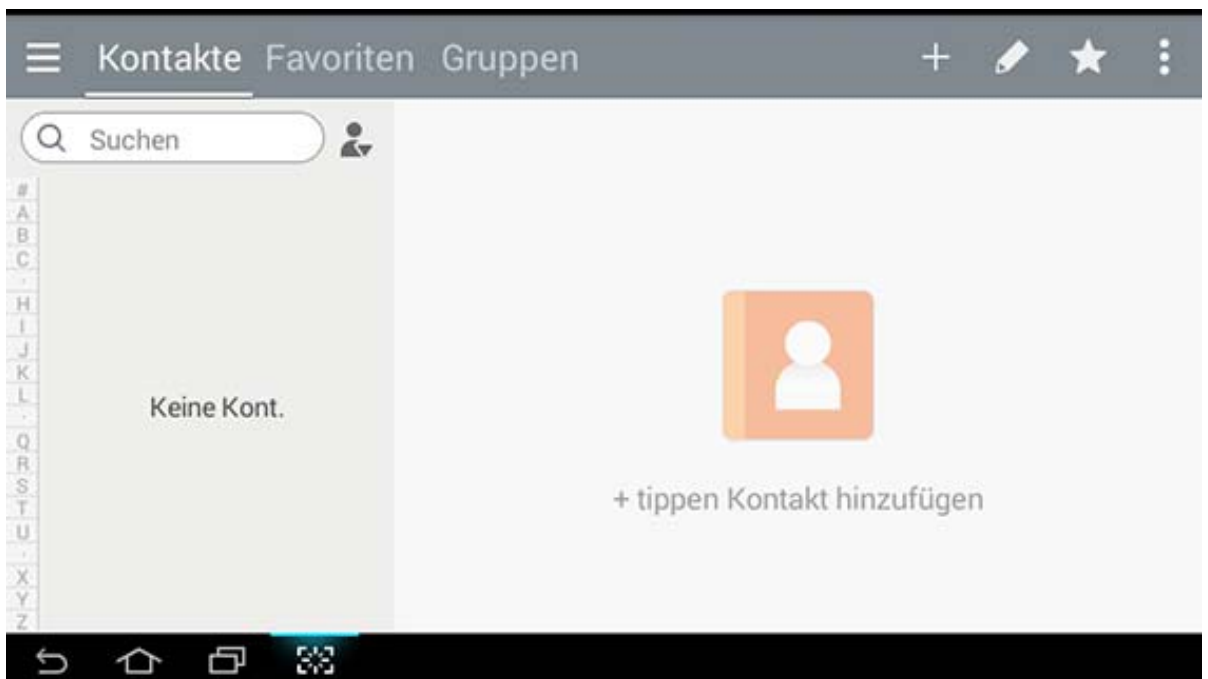 Kontakte Favoriten Gruppen
Suchen
#
A
B
C
·
H
I
J
K
L
·
Q
R
S
T
U
·
X
Y
Z
Keine Kont.
+ tippen Kontakt hinzufügen